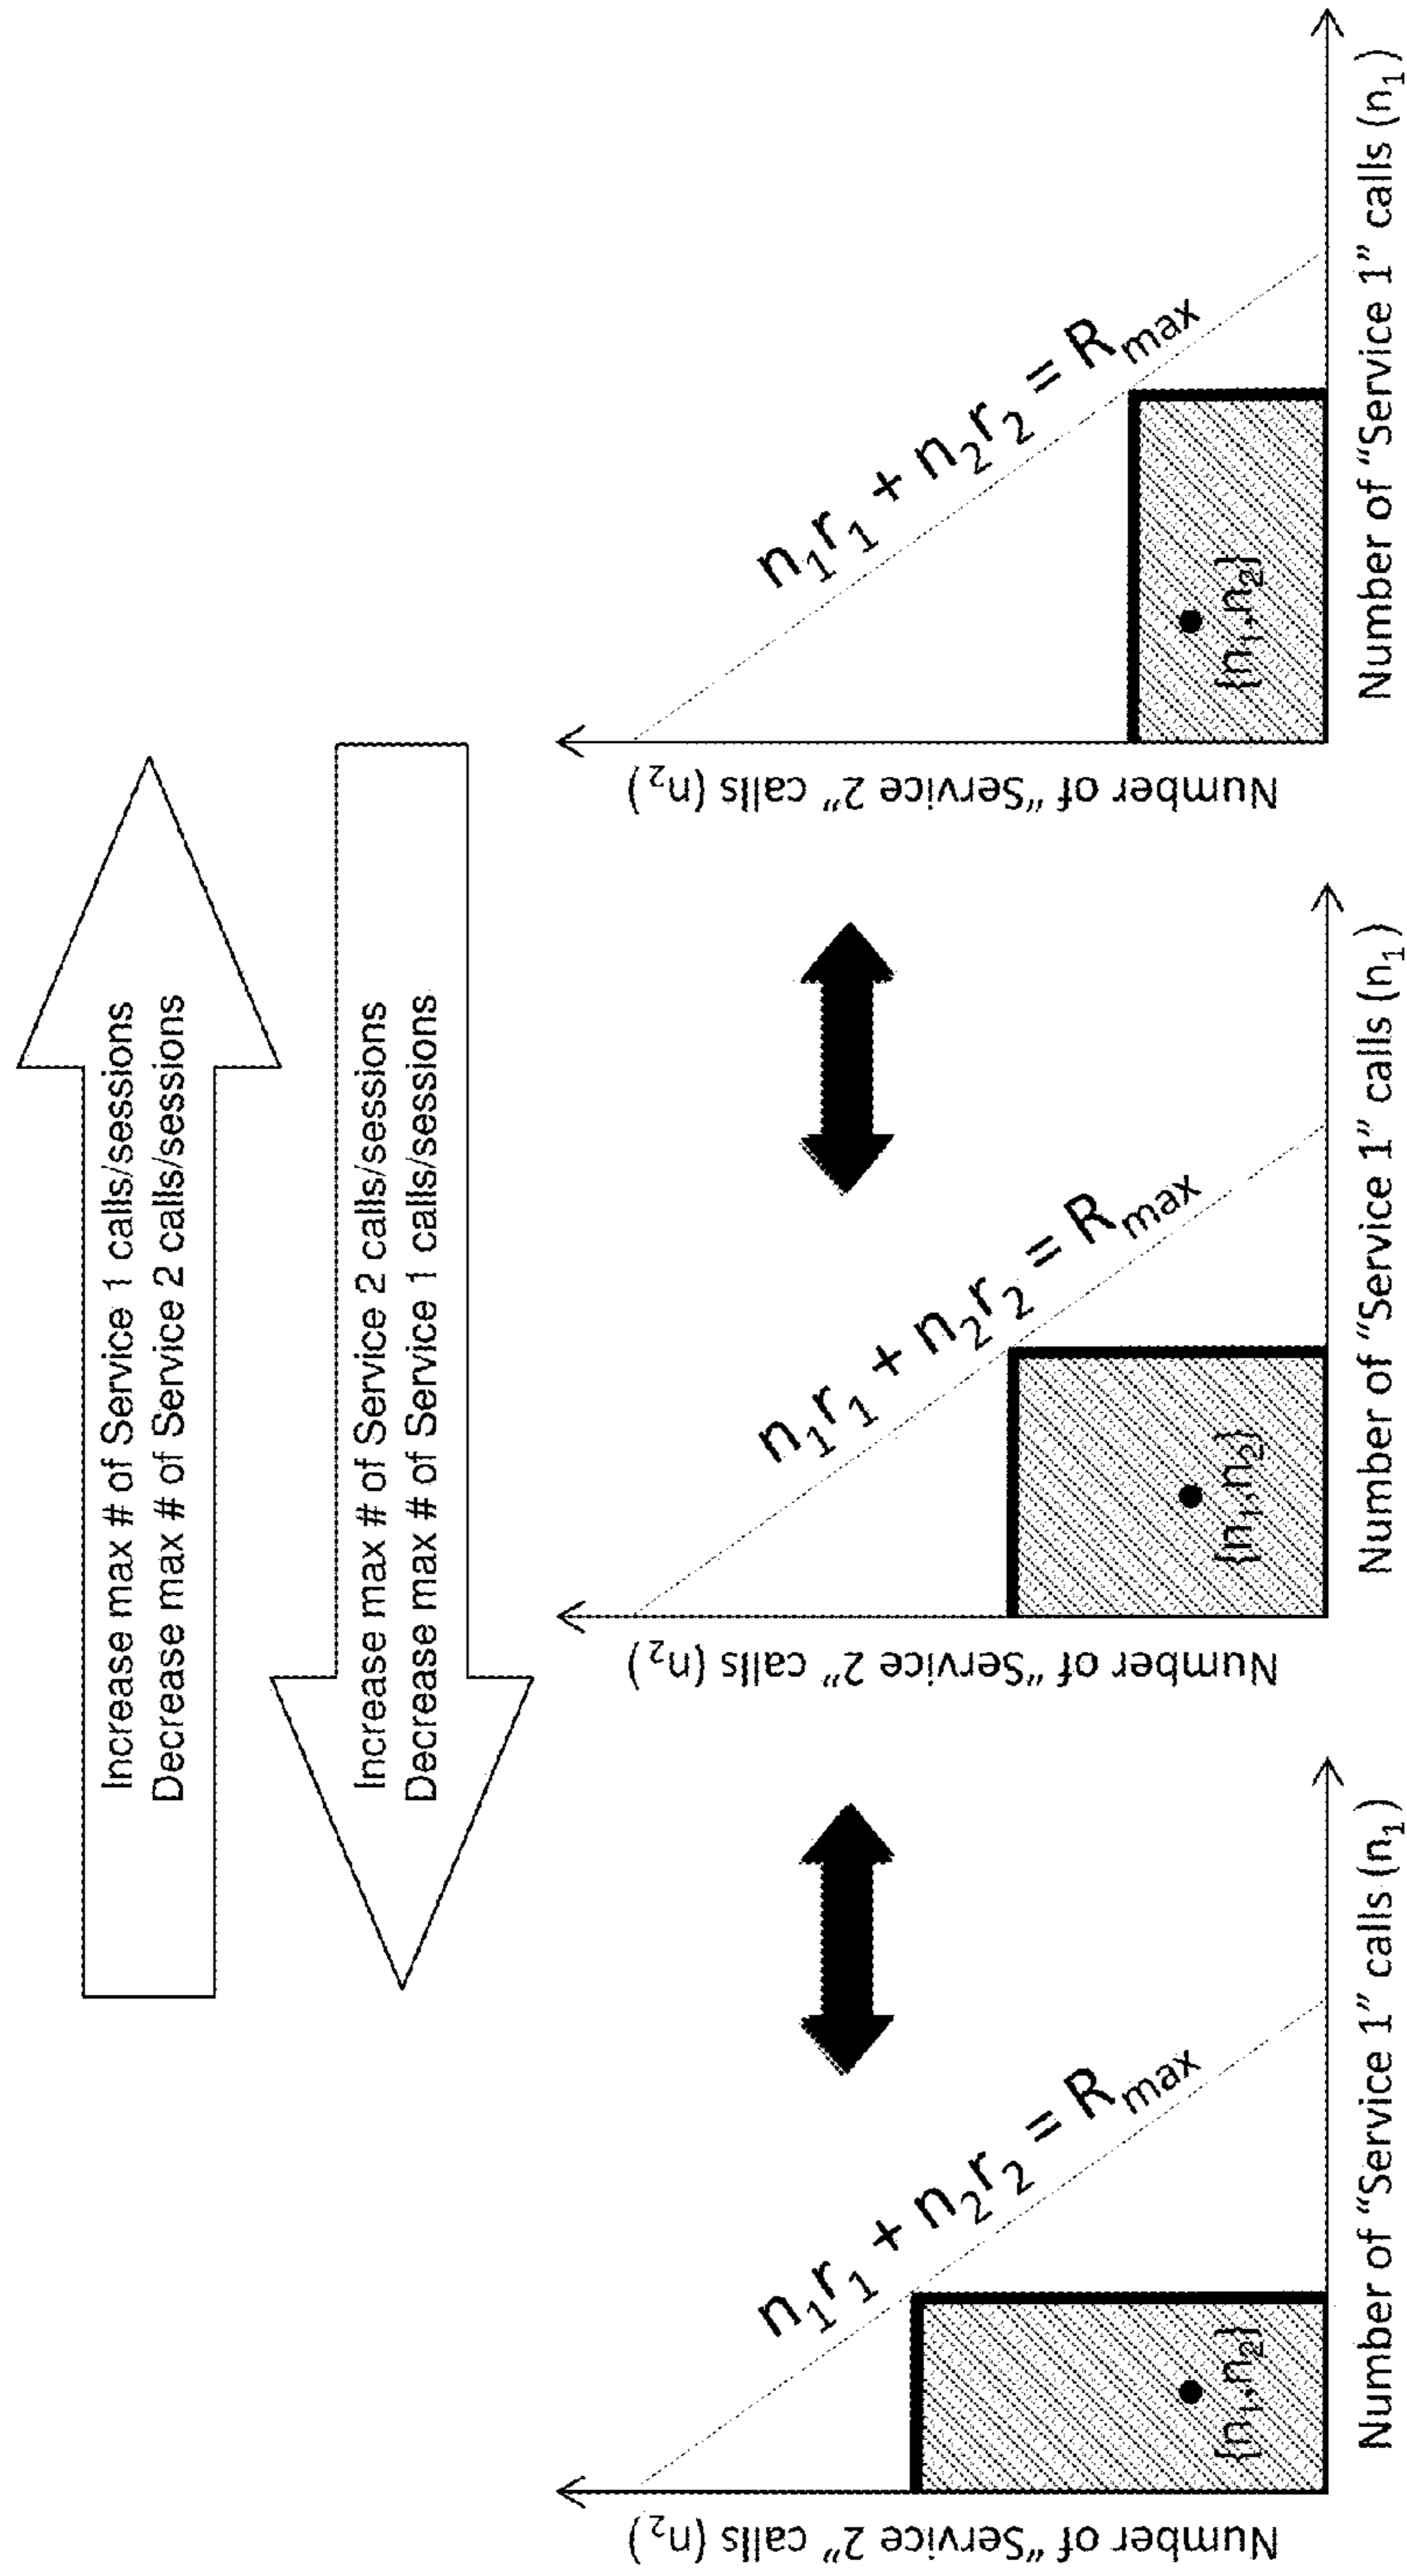 Increase max # of Service 1 calls/sessions
Decrease max # of Service 2 calls/sessions
Increase max # of Service 2 calls/sessions
Decrease max # of Service 1 calls/sessions
Number of “Service 2” calls (n₂)
n₁r₁ + n₂r₂ = Rₘₐₓ
{n₁,n₂}
Number of “Service 1” calls (n₁)
Number of “Service 2” calls (n₂)
n₁r₁ + n₂r₂ = Rₘₐₓ
{n₁,n₂}
Number of “Service 1” calls (n₁)
Number of “Service 2” calls (n₂)
n₁r₁ + n₂r₂ = Rₘₐₓ
{n₁,n₂}
Number of “Service 1” calls (n₁)